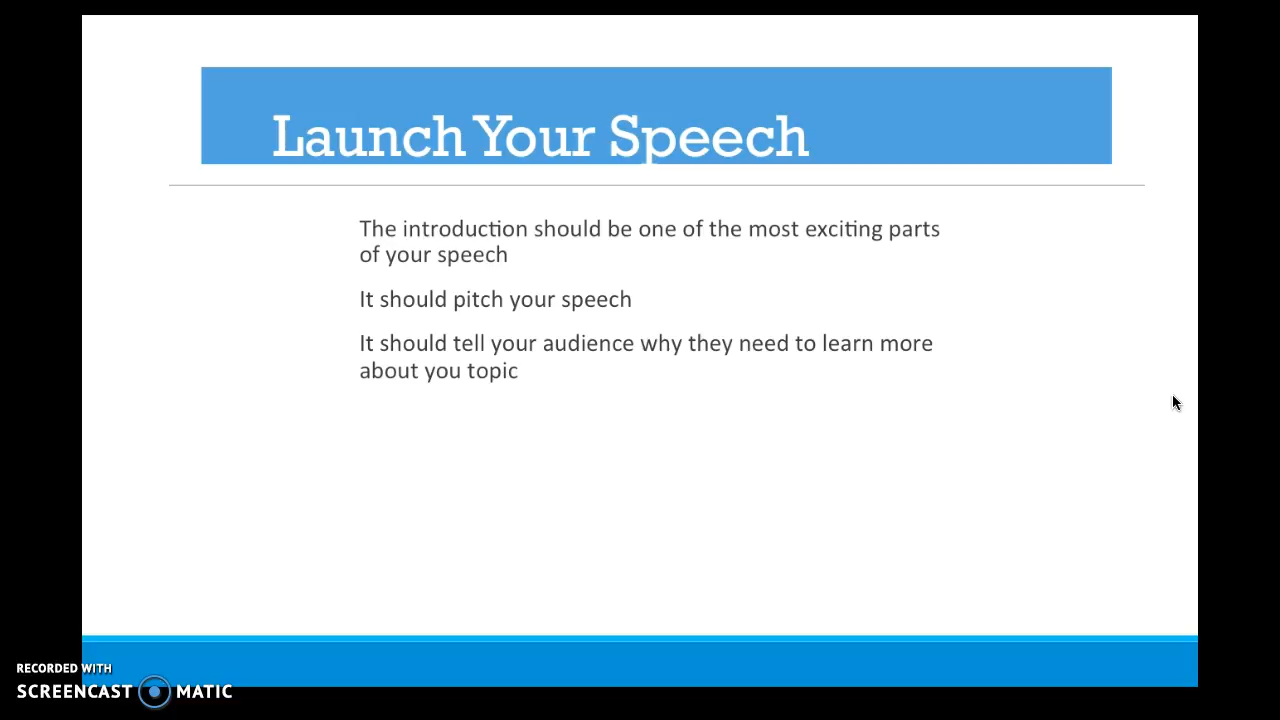 Launch Your Speech
The introduction should be one of the most exciting parts
of your speech
It should pitch your speech
It should tell your audience why they need to learn more
about you topic
RECORDED WITH
SCREENCAST MATIC